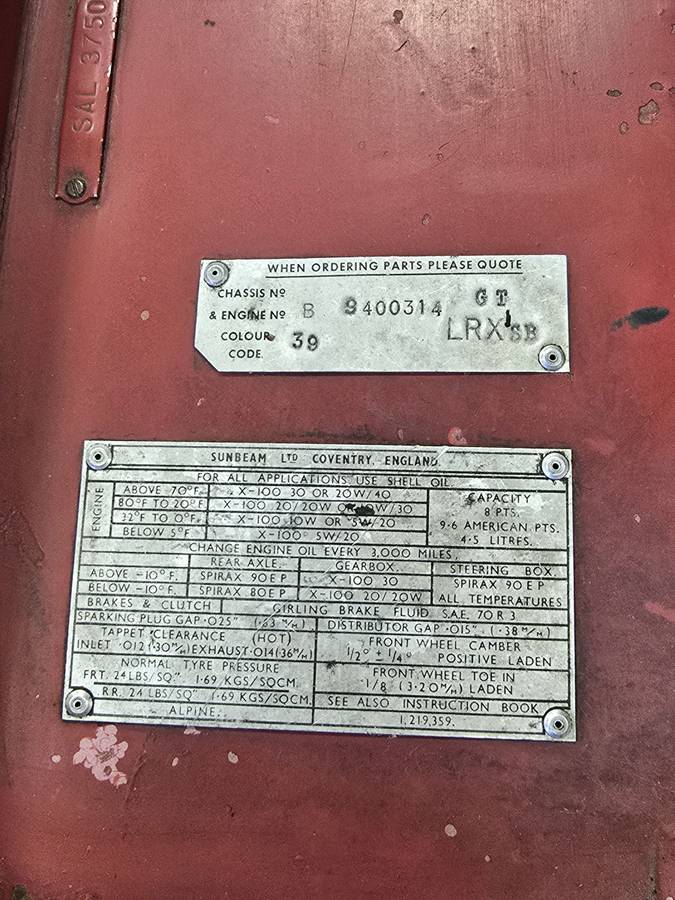 SAL 3750
WHEN ORDERING PARTS PLEASE QUOTE
CHASSIS Nº
& ENGINE Nº B 9400314 GT
LRX SB
COLOUR CODE. 39
SUNBEAM LTD COVENTRY, ENGLAND
FOR ALL APPLICATIONS USE SHELL OIL
ENGINE
ABOVE 70°F. X-100 30 OR 20W/40
80°F TO 20°F X-100 20/20W OR W/30
32°F TO 0°F. X-100 10W OR 5W/20
BELOW 5°F X-100 5W/20
CAPACITY
8 PTS.
9·6 AMERICAN PTS.
4·5 LITRES.
CHANGE ENGINE OIL EVERY 3,000 MILES.
REAR AXLE. GEARBOX. STEERING BOX.
ABOVE -10°F. SPIRAX 90 EP X-100 30 SPIRAX 90 EP
BELOW -10°F. SPIRAX 80 EP X-100 20/20W ALL TEMPERATURES
BRAKES & CLUTCH GIRLING BRAKE FLUID S.A.E. 70 R 3
SPARKING PLUG GAP ·025" (·63 M/M) DISTRIBUTOR GAP ·015" (·38 M/M)
TAPPET CLEARANCE (HOT)
INLET ·012 (·30 M/M) EXHAUST ·014 (·36 M/M)
FRONT WHEEL CAMBER
1/2° ± 1/4° POSITIVE LADEN
NORMAL TYRE PRESSURE
FRT. 24 LBS/SQ." 1·69 KGS/SQCM.
RR. 24 LBS/SQ" 1·69 KGS/SQCM.
FRONT WHEEL TOE IN
1/8" (3·20 M/M) LADEN
ALPINE. SEE ALSO INSTRUCTION BOOK
1,219,359.